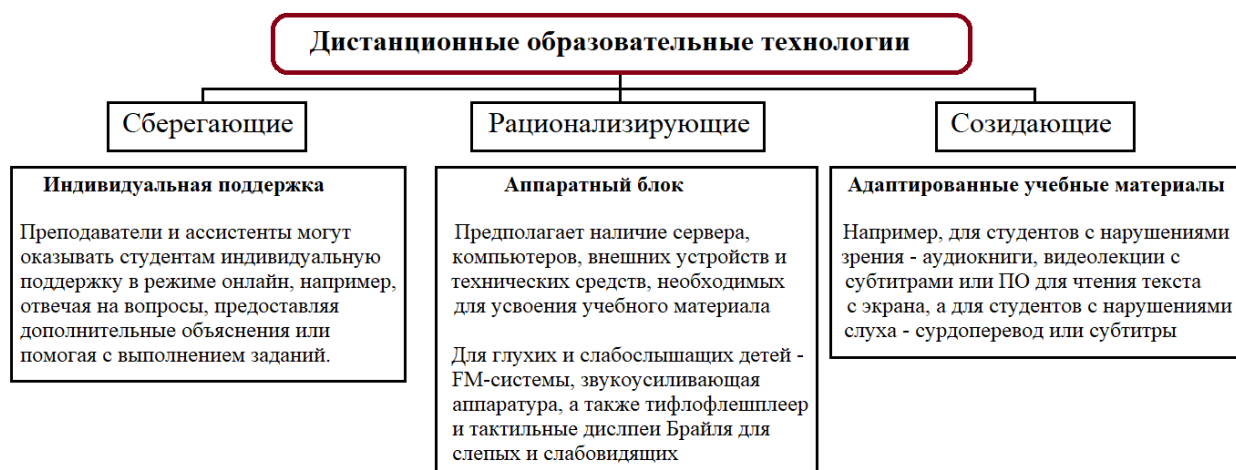 Дистанционные образовательные технологии
Сберегающие
Рационализирующие
Созидающие
Индивидуальная поддержка
Преподаватели и ассистенты могут
оказывать студентам индивидуальную
поддержку в режиме онлайн, например,
отвечая на вопросы, предоставляя
дополнительные объяснения или
помогая с выполнением заданий.
Аппаратный блок
Предполагает наличие сервера,
компьютеров, внешних устройств и
технических средств, необходимых
для усвоения учебного материала
Для глухих и слабослышащих детей -
FM-системы, звукоусиливающая
аппаратура, а также тифлофлешплеер
и тактильные дислпеи Брайля для
слепых и слабовидящих
Адаптированные учебные материалы
Например, для студентов с нарушениями
зрения - аудиокниги, видеолекции с
субтитрами или ПО для чтения текста
с экрана, а для студентов с нарушениями
слуха - сурдоперевод или субтитры